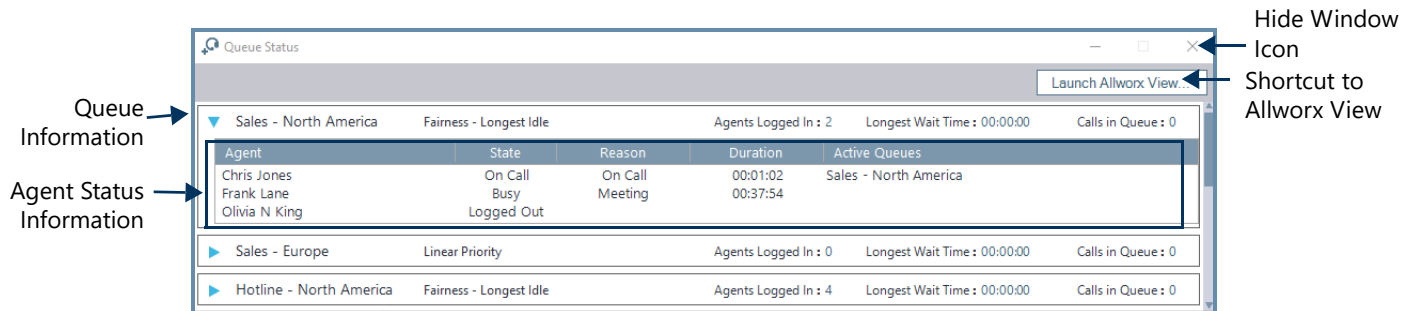 Hide Window
Icon
Queue Status
Launch Allworx View...
Shortcut to
Allworx View
Queue
Information
Sales - North America Fairness - Longest Idle Agents Logged In : 2 Longest Wait Time : 00:00:00 Calls in Queue : 0
Agent State Reason Duration Active Queues
Agent Status
Information
Chris Jones On Call On Call 00:01:02 Sales - North America
Frank Lane Busy Meeting 00:37:54
Olivia N King Logged Out
Sales - Europe Linear Priority Agents Logged In : 0 Longest Wait Time : 00:00:00 Calls in Queue : 0
Hotline - North America Fairness - Longest Idle Agents Logged In : 4 Longest Wait Time : 00:00:00 Calls in Queue : 0